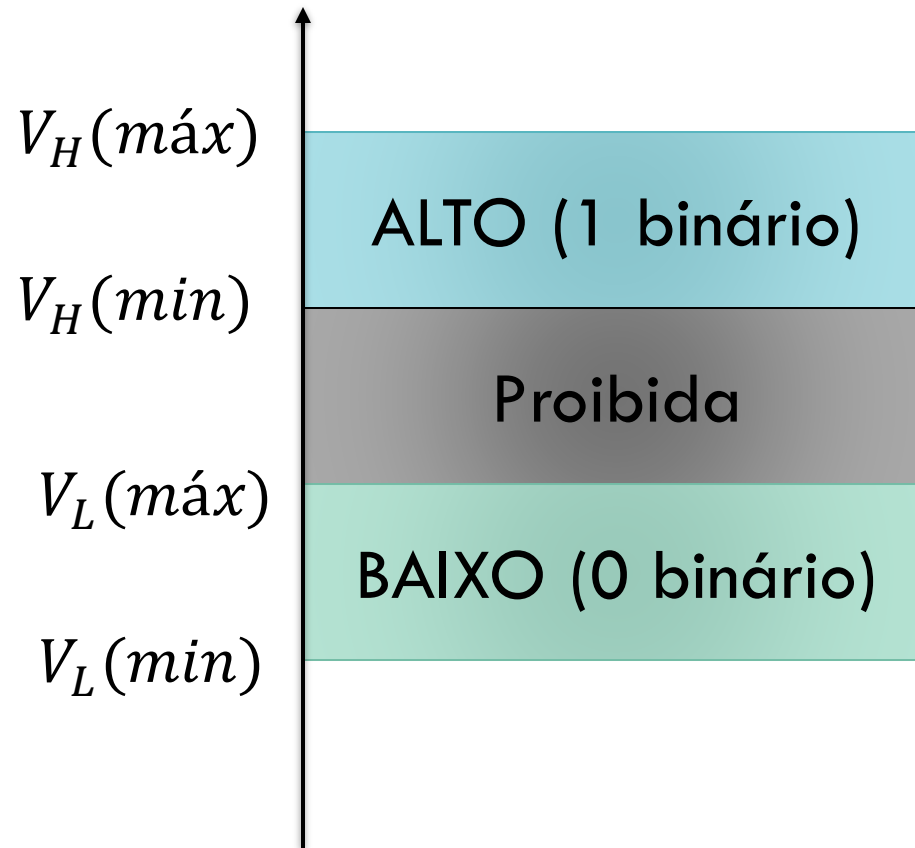 V_H(máx)
ALTO (1 binário)
V_H(min)
Proibida
V_L(máx)
BAIXO (0 binário)
V_L(min)